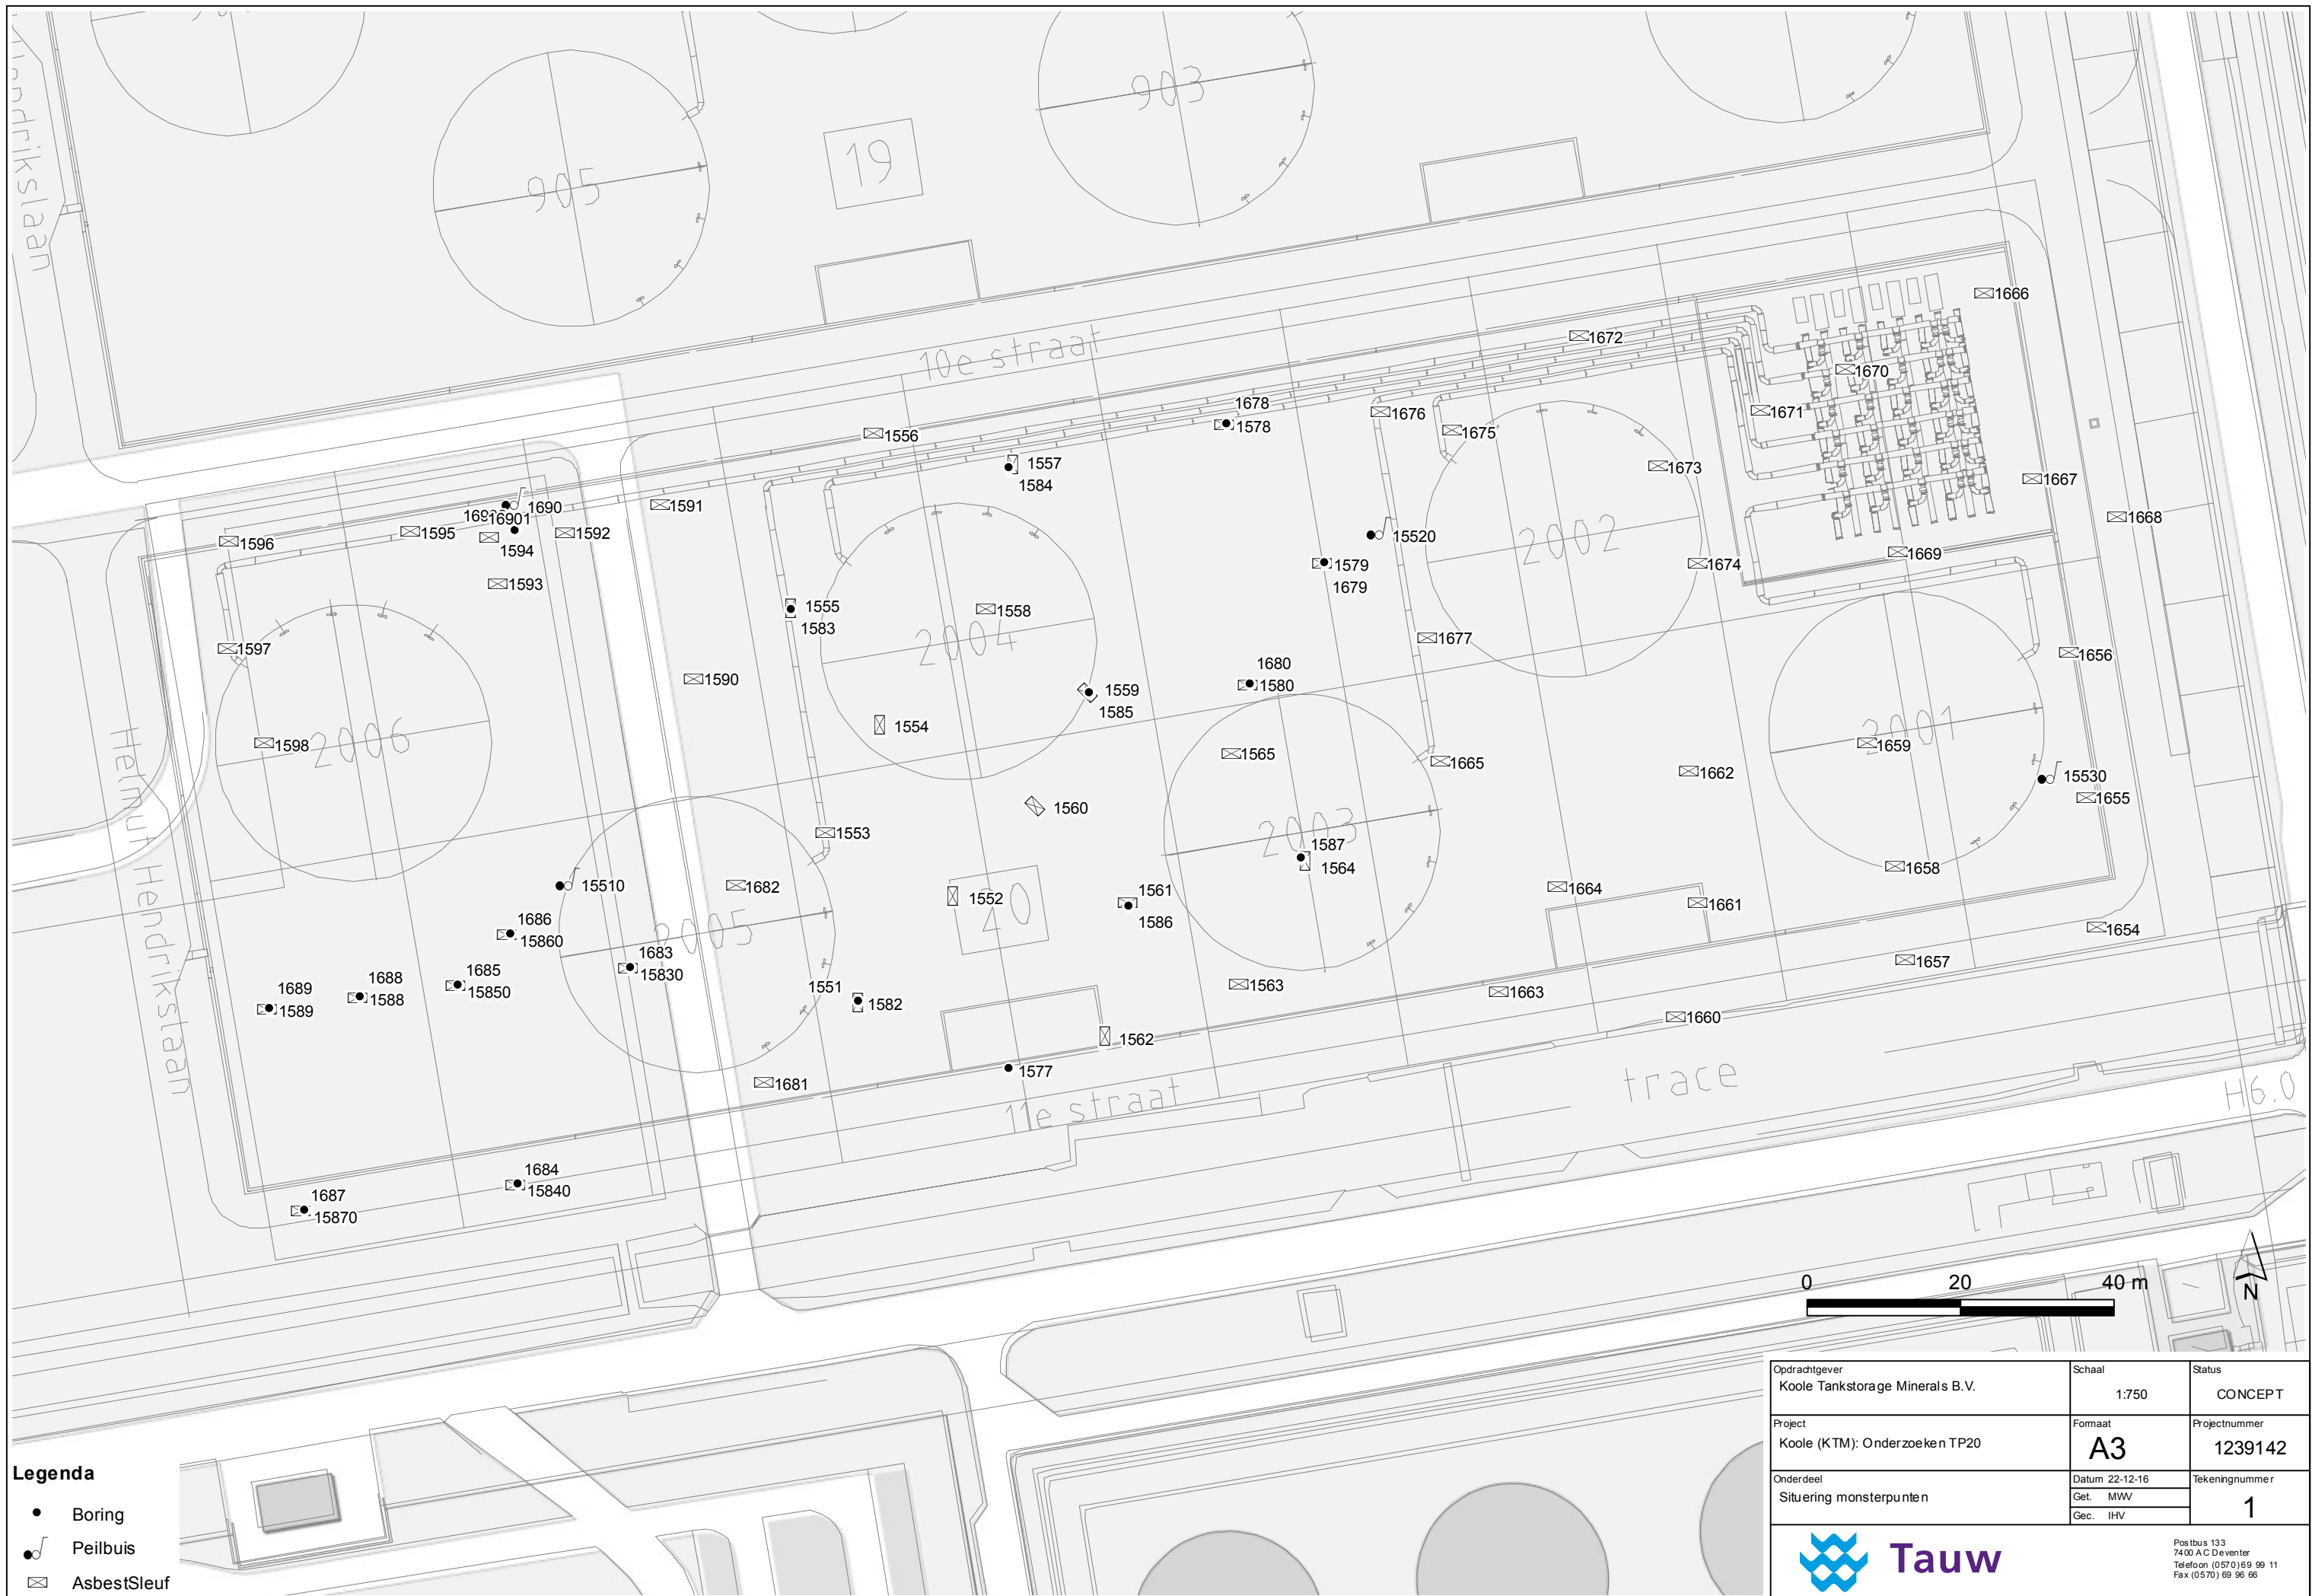 903
905
19
Hendrikslaan
10e straat
1666
1672
1670
1671
1676
1675
1678
1578
1556
1557
1584
1673
1667
1668
1669
1674
15520
1579
1679
2002
1591
1690
16901
1592
1594
1595
1596
1593
1597
1555
1583
1558
2004
1677
1656
1590
1559
1585
1680
1580
1554
1565
1665
1662
1659
2001
15530
1655
1598
2006
1560
1553
2003
1587
1564
1658
15510
1682
1552
20
1561
1586
1664
1661
1654
Helmut Hendrikslaan
1686
15860
2005
1683
15830
1657
1685
15850
1688
1588
1689
1589
1551
1582
1563
1663
1660
1562
1577
1681
11e straat
trace
H6.0
1684
15840
1687
15870
0 20 40 m
N
Legenda
Boring
Peilbuis
AsbestSleuf
Opdrachtgever
Koole Tankstorage Minerals B.V.
Schaal
1:750
Status
CONCEPT
Project
Koole (KTM): Onderzoeken TP20
Formaat
A3
Projectnummer
1239142
Onderdeel
Situering monsterpunten
Datum 22-12-16
Get. MWV
Gec. IHV
Tekeningnummer
1
Tauw
Postbus 133
7400 AC Deventer
Telefoon (0570) 69 99 11
Fax (0570) 69 96 66